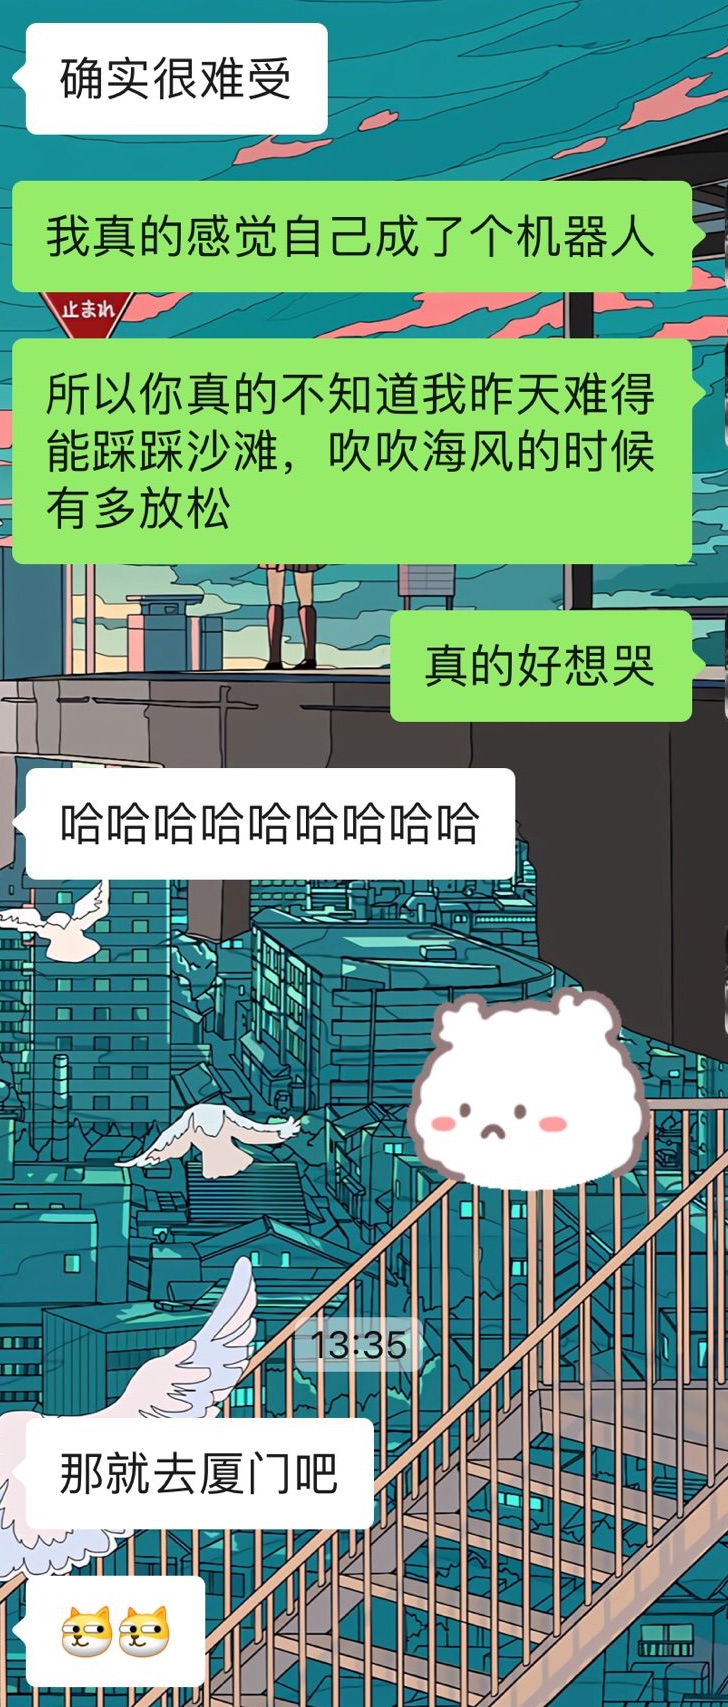 确实很难受
我真的感觉自己成了个机器人
止まれ
所以你真的不知道我昨天难得
能踩踩沙滩，吹吹海风的时候
有多放松
真的好想哭
哈哈哈哈哈哈哈哈哈
13:35
那就去厦门吧